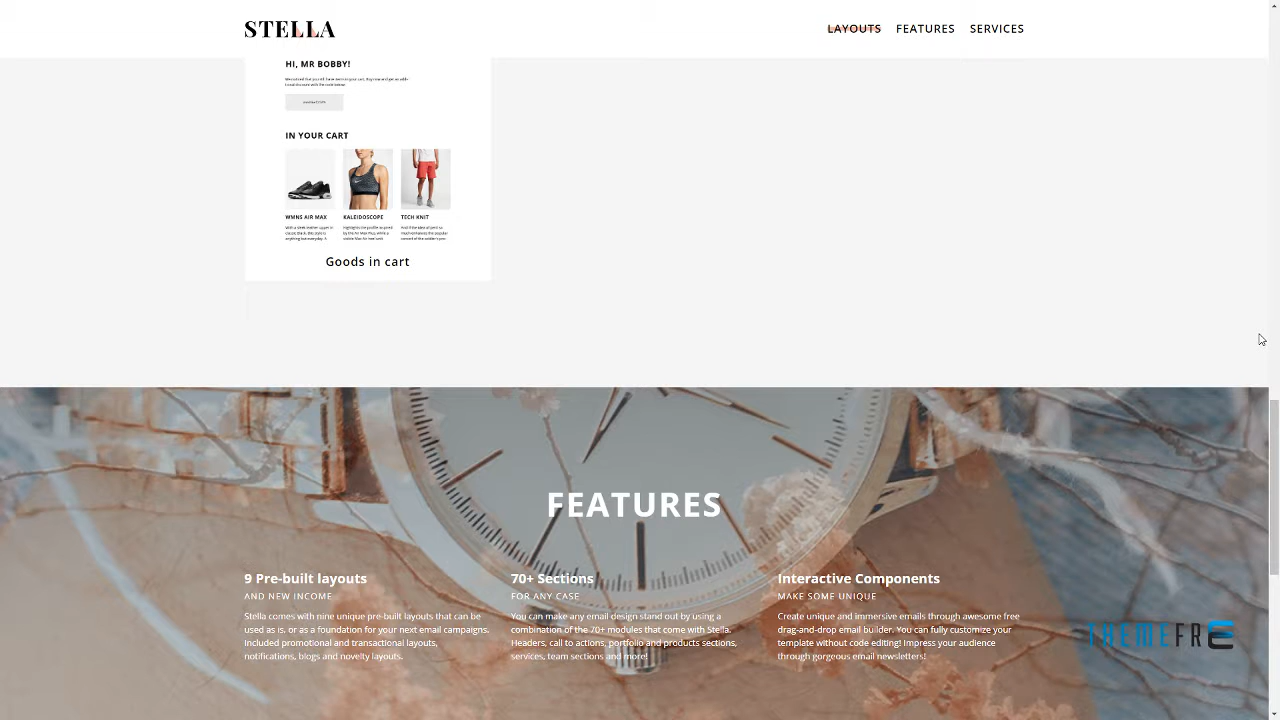 STELLA
LAYOUTS FEATURES SERVICES
HI, MR BOBBY!
IN YOUR CART
WMNS AIR MAX
KALEIDOSCOPE
TECH KNIT
Goods in cart
FEATURES
9 Pre-built layouts
AND NEW INCOME
Stella comes with nine unique pre-built layouts that can be
used as is, or as a foundation for your next email campaigns.
Included promotional and transactional layouts,
notifications, blogs and novelty layouts.
70+ Sections
FOR ANY CASE
You can make any email design stand out by using a
combination of the 70+ modules that come with Stella.
Headers, call to actions, portfolio and products sections,
services, team sections and more!
Interactive Components
MAKE SOME UNIQUE
Create unique and immersive emails through awesome free
drag-and-drop email builder. You can fully customize your
template without code editing! Impress your audience
through gorgeous email newsletters!
THEMEFRE